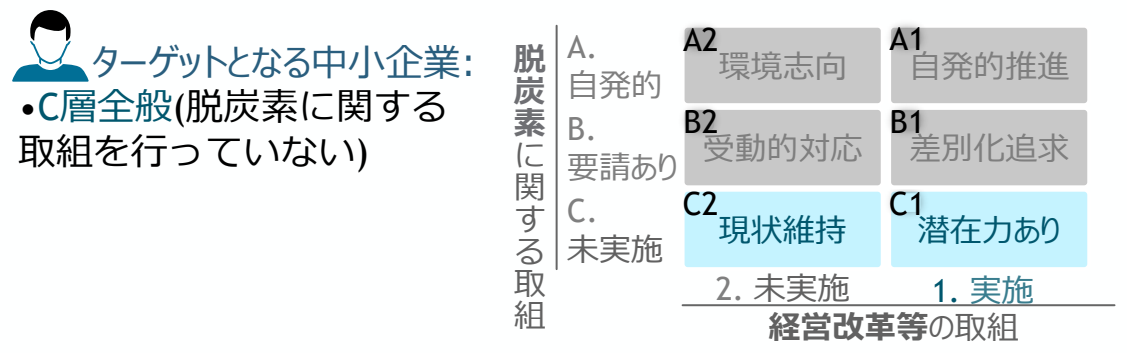 ターゲットとなる中小企業:
•C層全般(脱炭素に関する
取組を行っていない)
脱炭素に関する取組
A.
自発的
B.
要請あり
C.
未実施
A2
環境志向
A1
自発的推進
B2
受動的対応
B1
差別化追求
C2
現状維持
C1
潜在力あり
2. 未実施
1. 実施
経営改革等の取組